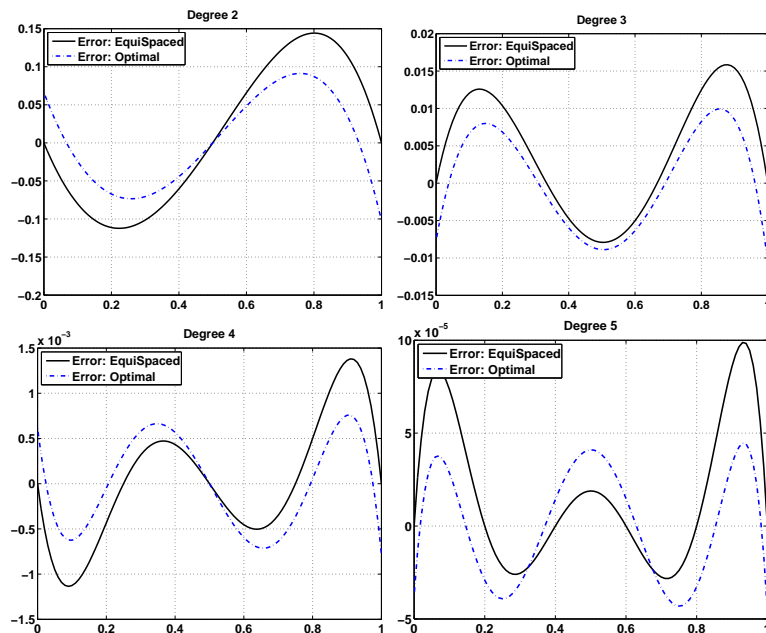 Degree 2
0.15
0.1
0.05
0
−0.05
−0.1
−0.15
−0.2
0 0.2 0.4 0.6 0.8 1
Error: EquiSpaced
Error: Optimal
Degree 3
0.02
0.015
0.01
0.005
0
−0.005
−0.01
−0.015
0 0.2 0.4 0.6 0.8 1
Error: EquiSpaced
Error: Optimal
Degree 4
x 10⁻³
1.5
1
0.5
0
−0.5
−1
−1.5
0 0.2 0.4 0.6 0.8 1
Error: EquiSpaced
Error: Optimal
Degree 5
x 10⁻⁵
10
5
0
−5
0 0.2 0.4 0.6 0.8 1
Error: EquiSpaced
Error: Optimal